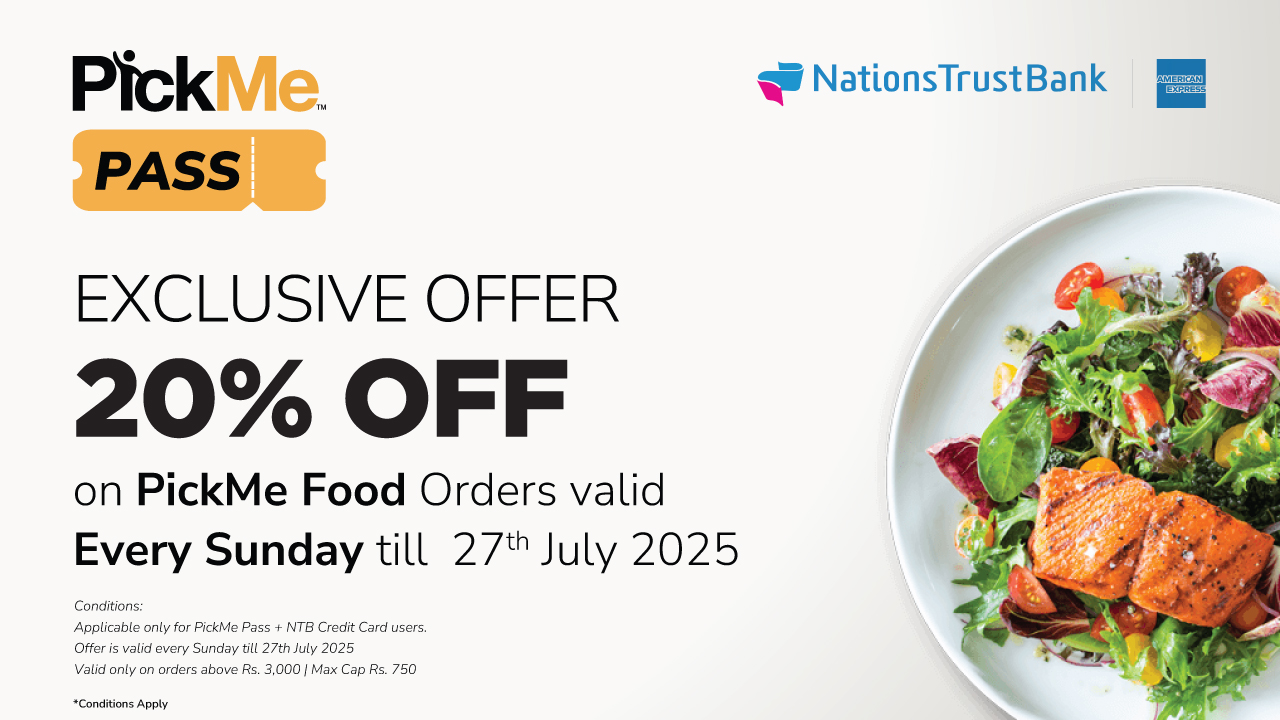 PickMe™
PASS
NationsTrustBank
AMERICAN
EXPRESS
EXCLUSIVE OFFER
20% OFF
on PickMe Food Orders valid
Every Sunday till 27th July 2025
Conditions:
Applicable only for PickMe Pass + NTB Credit Card users.
Offer is valid every Sunday till 27th July 2025
Valid only on orders above Rs. 3,000 | Max Cap Rs. 750
*Conditions Apply